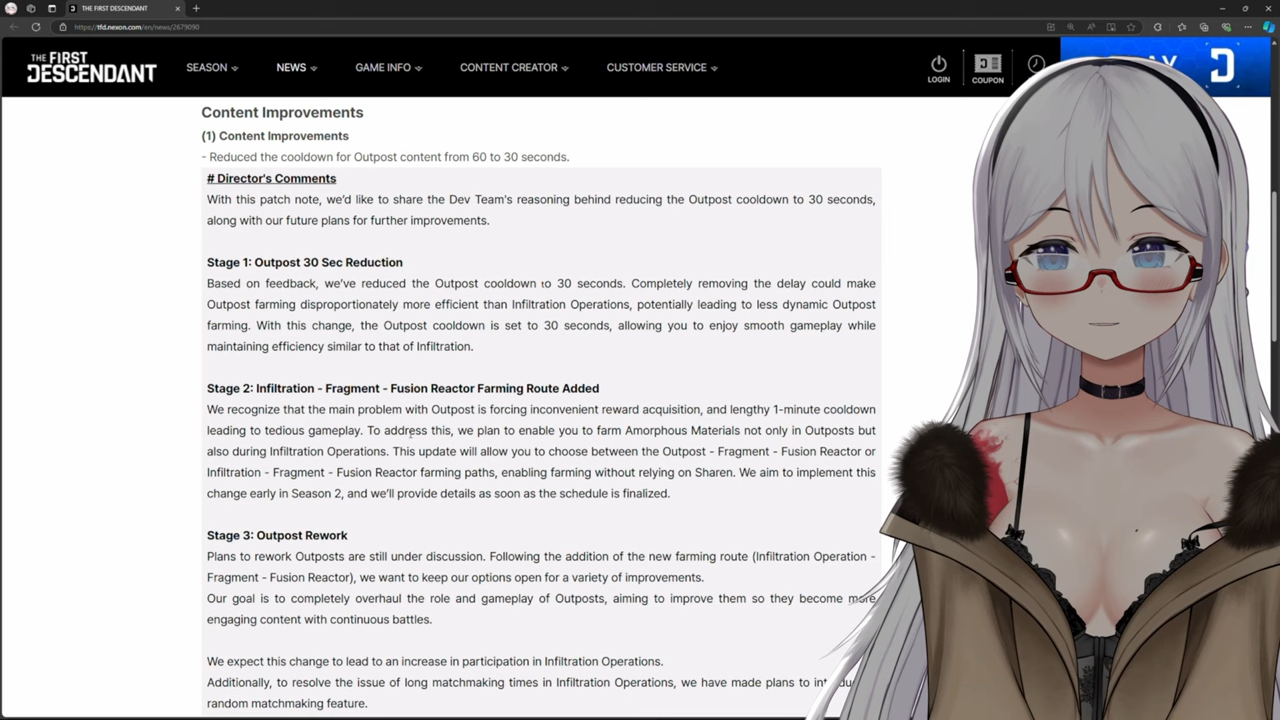 THE FIRST DESCENDANT
https://tfd.nexon.com/en/news/2679090
THE FIRST
DESCENDANT
SEASON
NEWS
GAME INFO
CONTENT CREATOR
CUSTOMER SERVICE
LOGIN
COUPON
Content Improvements
(1) Content Improvements
- Reduced the cooldown for Outpost content from 60 to 30 seconds.
# Director's Comments
With this patch note, we'd like to share the Dev Team's reasoning behind reducing the Outpost cooldown to 30 seconds,
along with our future plans for further improvements.
Stage 1: Outpost 30 Sec Reduction
Based on feedback, we've reduced the Outpost cooldown to 30 seconds. Completely removing the delay could make
Outpost farming disproportionately more efficient than Infiltration Operations, potentially leading to less dynamic Outpost
farming. With this change, the Outpost cooldown is set to 30 seconds, allowing you to enjoy smooth gameplay while
maintaining efficiency similar to that of Infiltration.
Stage 2: Infiltration - Fragment - Fusion Reactor Farming Route Added
We recognize that the main problem with Outpost is forcing inconvenient reward acquisition, and lengthy 1-minute cooldown
leading to tedious gameplay. To address this, we plan to enable you to farm Amorphous Materials not only in Outposts but
also during Infiltration Operations. This update will allow you to choose between the Outpost - Fragment - Fusion Reactor or
Infiltration - Fragment - Fusion Reactor farming paths, enabling farming without relying on Sharen. We aim to implement this
change early in Season 2, and we'll provide details as soon as the schedule is finalized.
Stage 3: Outpost Rework
Plans to rework Outposts are still under discussion. Following the addition of the new farming route (Infiltration Operation -
Fragment - Fusion Reactor), we want to keep our options open for a variety of improvements.
Our goal is to completely overhaul the role and gameplay of Outposts, aiming to improve them so they become more
engaging content with continuous battles.
We expect this change to lead to an increase in participation in Infiltration Operations.
Additionally, to resolve the issue of long matchmaking times in Infiltration Operations, we have made plans to
random matchmaking feature.